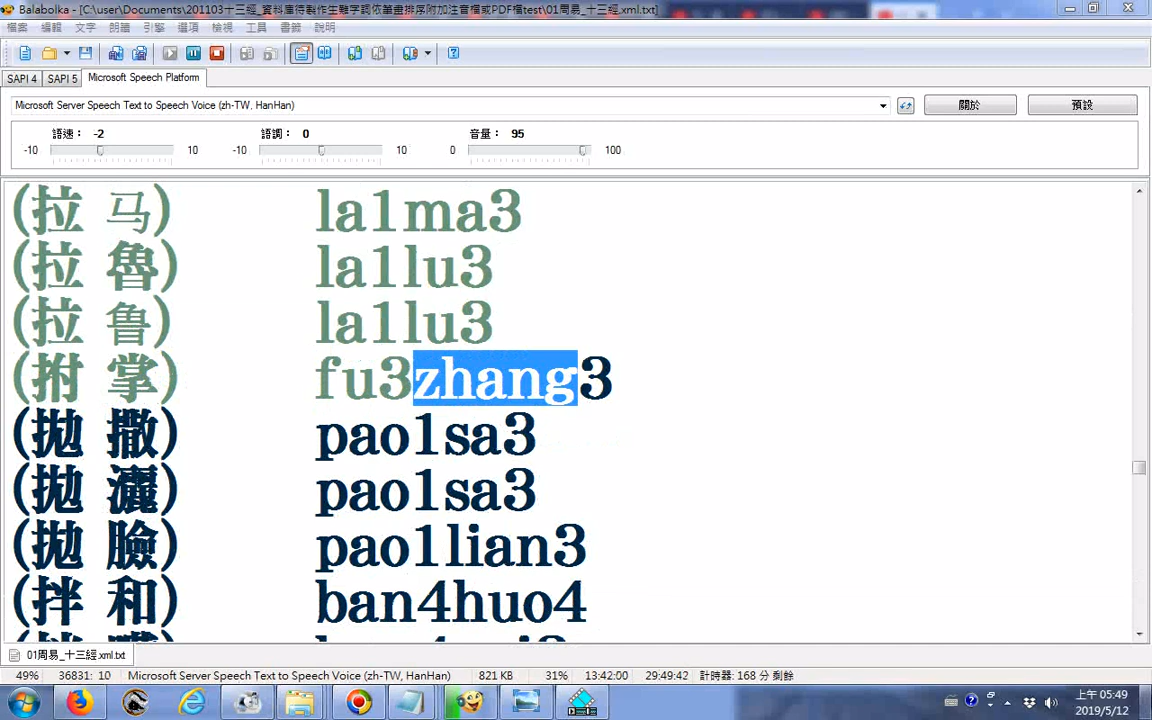 Balabolka - [C:\user\Documents\201103十三經_資料庫待製作生難字詞依筆畫排序附加注音檔或PDF檔test\01周易_十三經.xml.txt]
檔案 編輯 文字 朗讀 引擎 選項 檢視 工具 書籤 說明
SAPI 4 SAPI 5 Microsoft Speech Platform
Microsoft Server Speech Text to Speech Voice (zh-TW, HanHan) 關於 預設
語速： -2 語調： 0 音量： 95
-10 10 -10 10 0 100
(拉 马) la1ma3
(拉 魯) la1lu3
(拉 鲁) la1lu3
(拊 掌) fu3zhang3
(拋 撒) pao1sa3
(拋 灑) pao1sa3
(拋 臉) pao1lian3
(拌 和) ban4huo4
01周易_十三經.xml.txt
49% 36831: 10 Microsoft Server Speech Text to Speech Voice (zh-TW, HanHan) 821 KB 31% 13:42:00 29:49:42 計時器: 168 分 剩餘
上午 05:49
2019/5/12